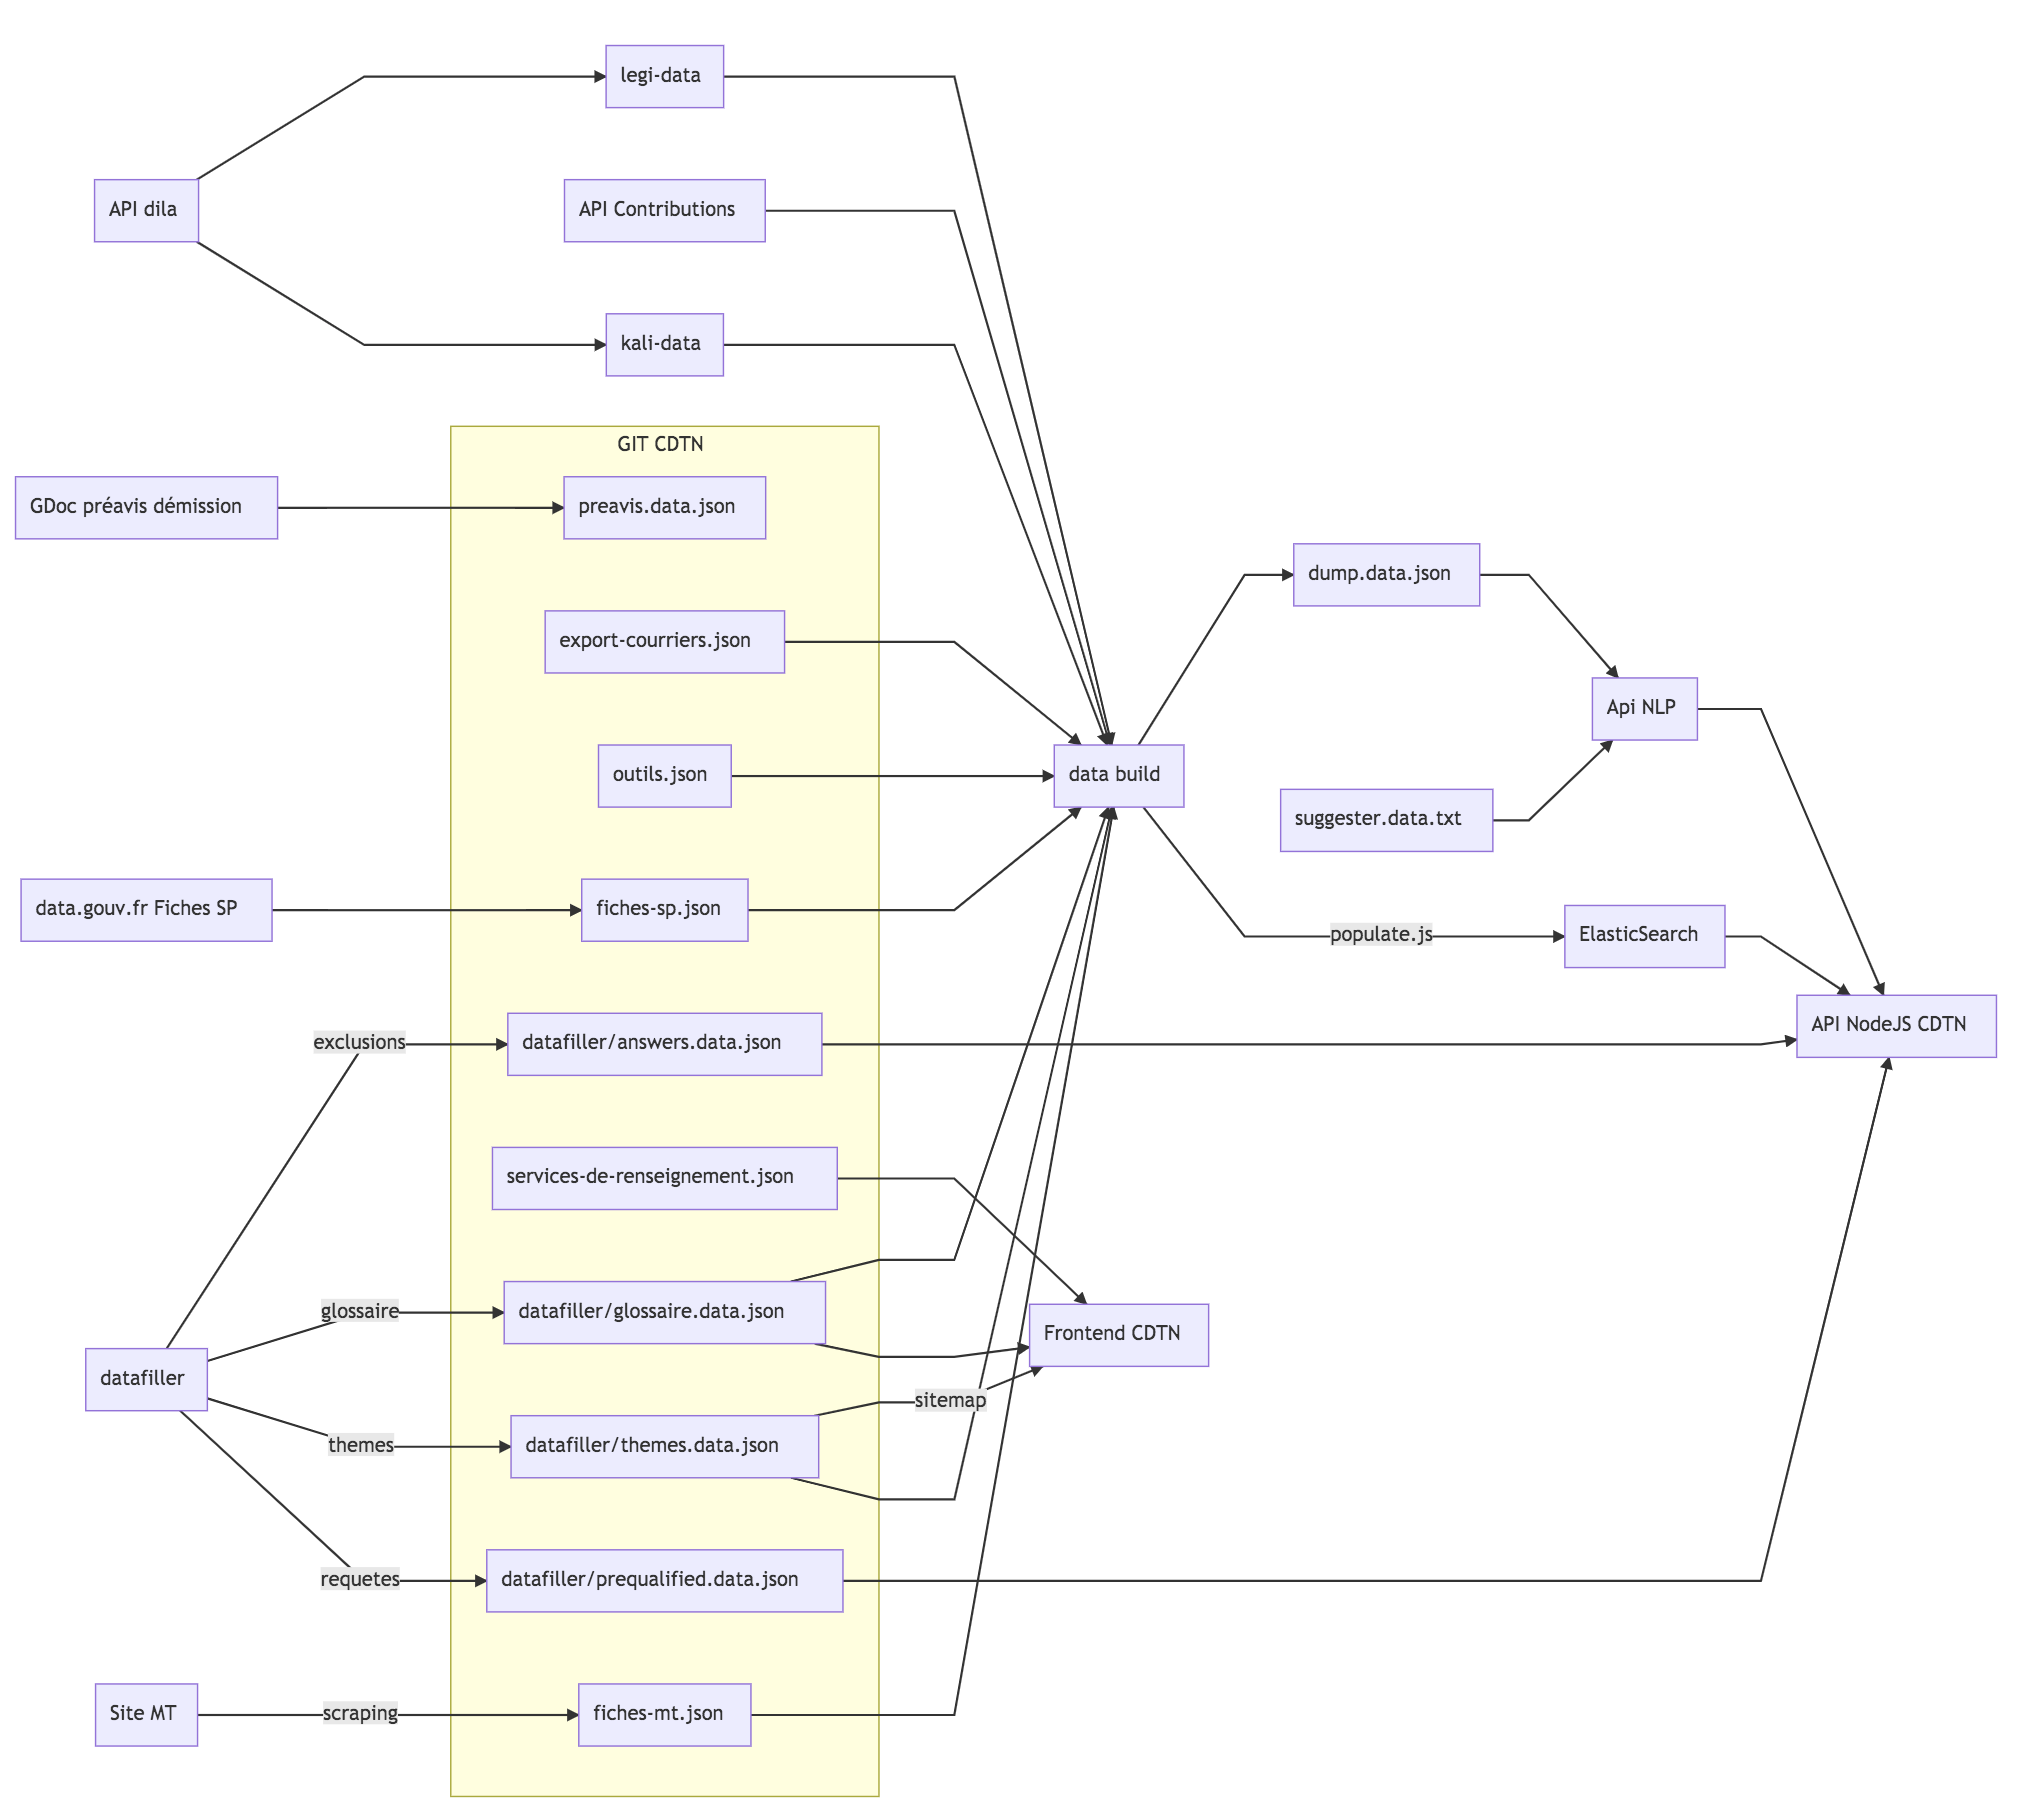 legi-data
API dila
API Contributions
kali-data
GIT CDTN
GDoc préavis démission
preavis.data.json
dump.data.json
export-courriers.json
Api NLP
outils.json
data build
suggester.data.txt
data.gouv.fr Fiches SP
fiches-sp.json
populate.js
ElasticSearch
API NodeJS CDTN
exclusions
datafiller/answers.data.json
services-de-renseignement.json
glossaire
datafiller/glossaire.data.json
Frontend CDTN
datafiller
sitemap
themes
datafiller/themes.data.json
requetes
datafiller/prequalified.data.json
Site MT
scraping
fiches-mt.json